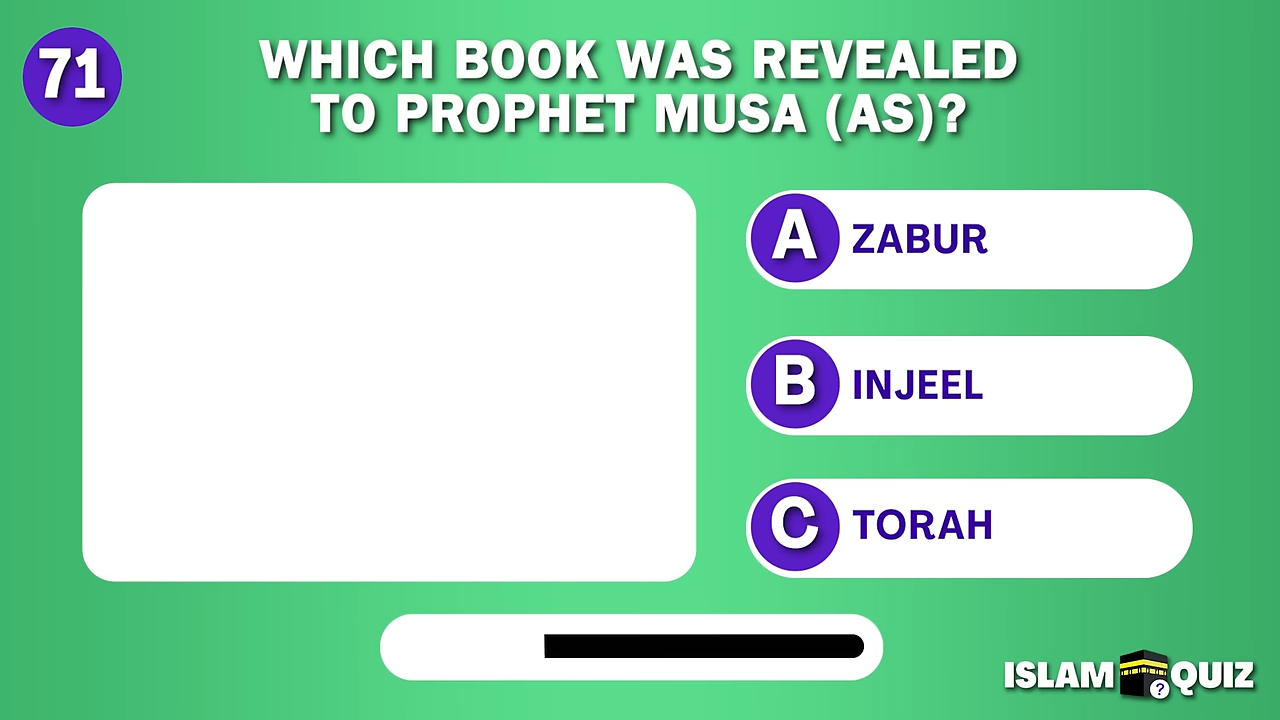 71
WHICH BOOK WAS REVEALED
TO PROPHET MUSA (AS)?
A ZABUR
B INJEEL
C TORAH
ISLAM ? QUIZ